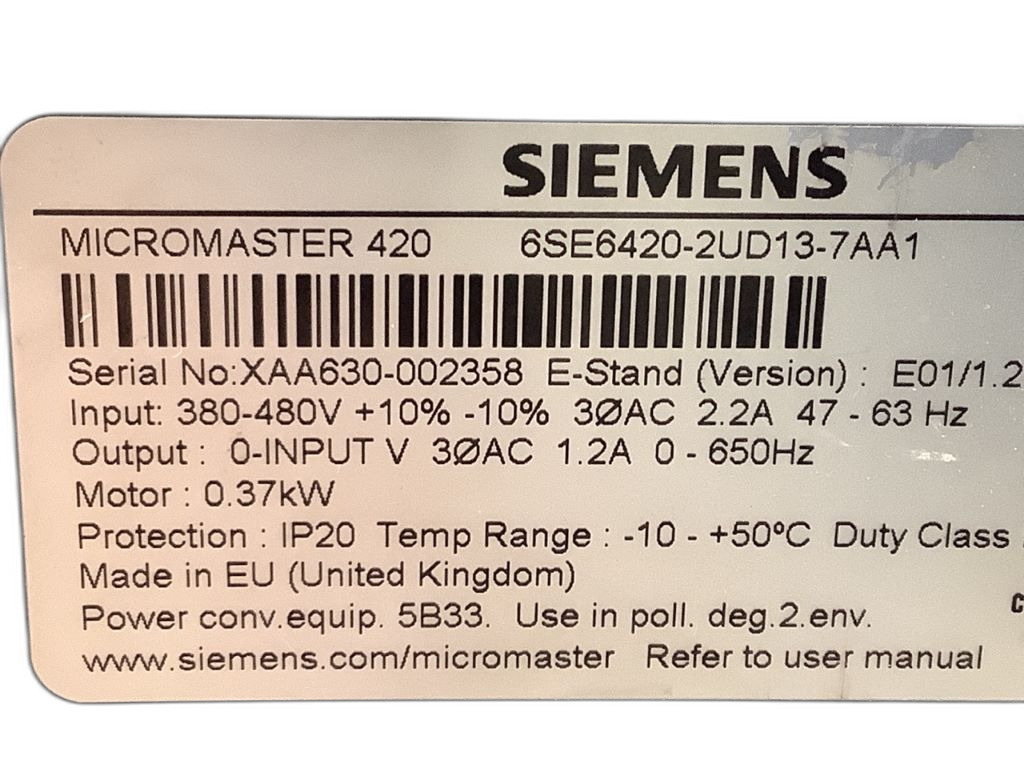 SIEMENS
MICROMASTER 420 6SE6420-2UD13-7AA1
Serial No:XAA630-002358 E-Stand (Version) : E01/1.2
Input: 380-480V +10% -10% 3ØAC 2.2A 47 - 63 Hz
Output : 0-INPUT V 3ØAC 1.2A 0 - 650Hz
Motor : 0.37kW
Protection : IP20 Temp Range : -10 - +50ºC Duty Class
Made in EU (United Kingdom)
Power conv.equip. 5B33. Use in poll. deg.2.env.
www.siemens.com/micromaster Refer to user manual